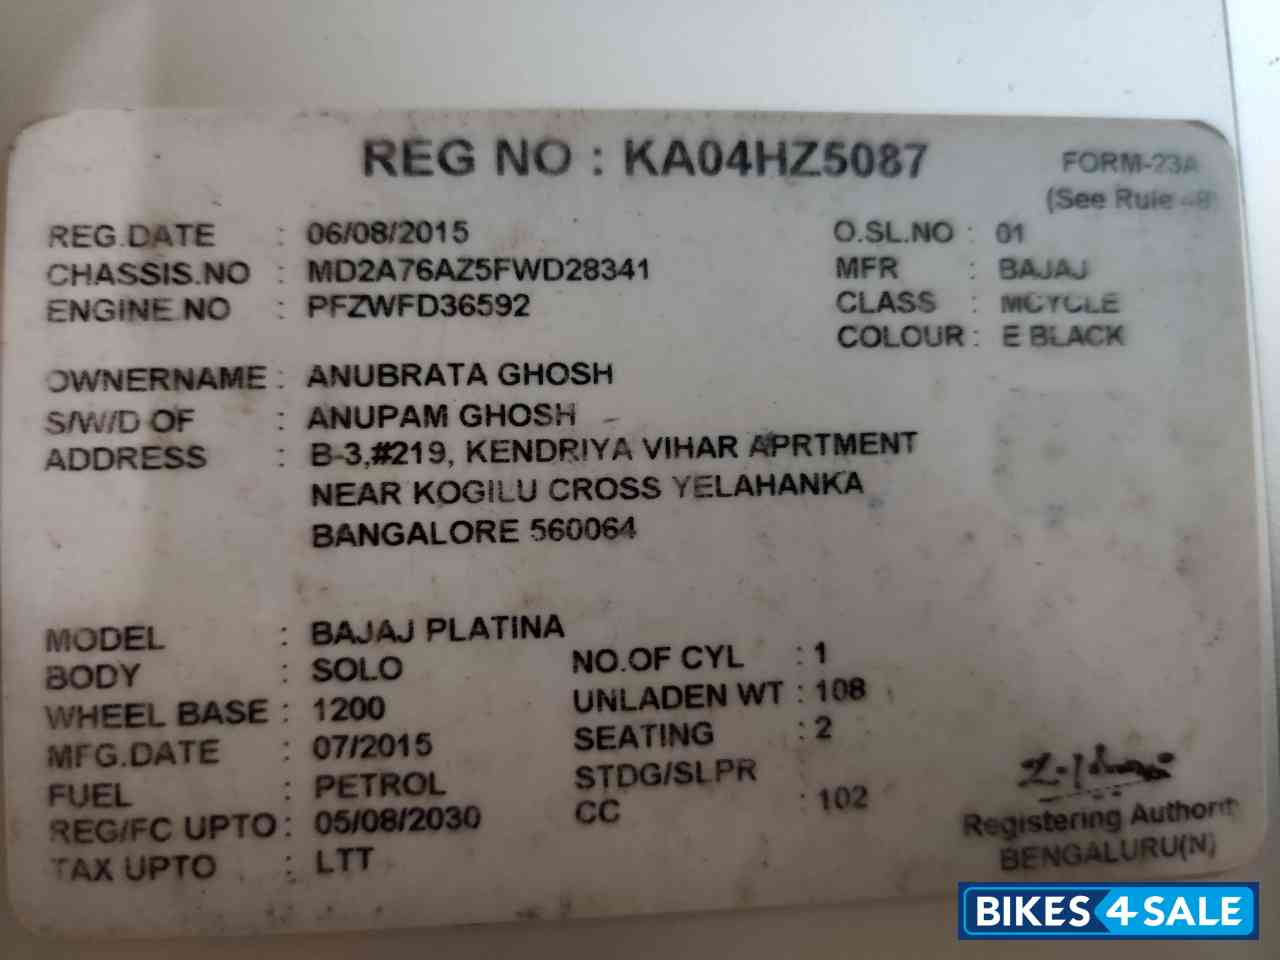 REG NO : KA04HZ5087
FORM-23A
(See Rule 48)
REG.DATE : 06/08/2015
O.SL.NO : 01
CHASSIS.NO : MD2A76AZ5FWD28341
MFR : BAJAJ
ENGINE NO : PFZWFD36592
CLASS : MCYCLE
COLOUR : E BLACK
OWNERNAME : ANUBRATA GHOSH
S/W/D OF : ANUPAM GHOSH
ADDRESS : B-3,#219, KENDRIYA VIHAR APRTMENT
NEAR KOGILU CROSS YELAHANKA
BANGALORE 560064
MODEL : BAJAJ PLATINA
BODY : SOLO
NO.OF CYL : 1
WHEEL BASE : 1200
UNLADEN WT : 108
MFG.DATE : 07/2015
SEATING : 2
FUEL : PETROL
STDG/SLPR
REG/FC UPTO : 05/08/2030
CC : 102
TAX UPTO : LTT
Registering Authorit
BENGALURU(N)
BIKES4SALE